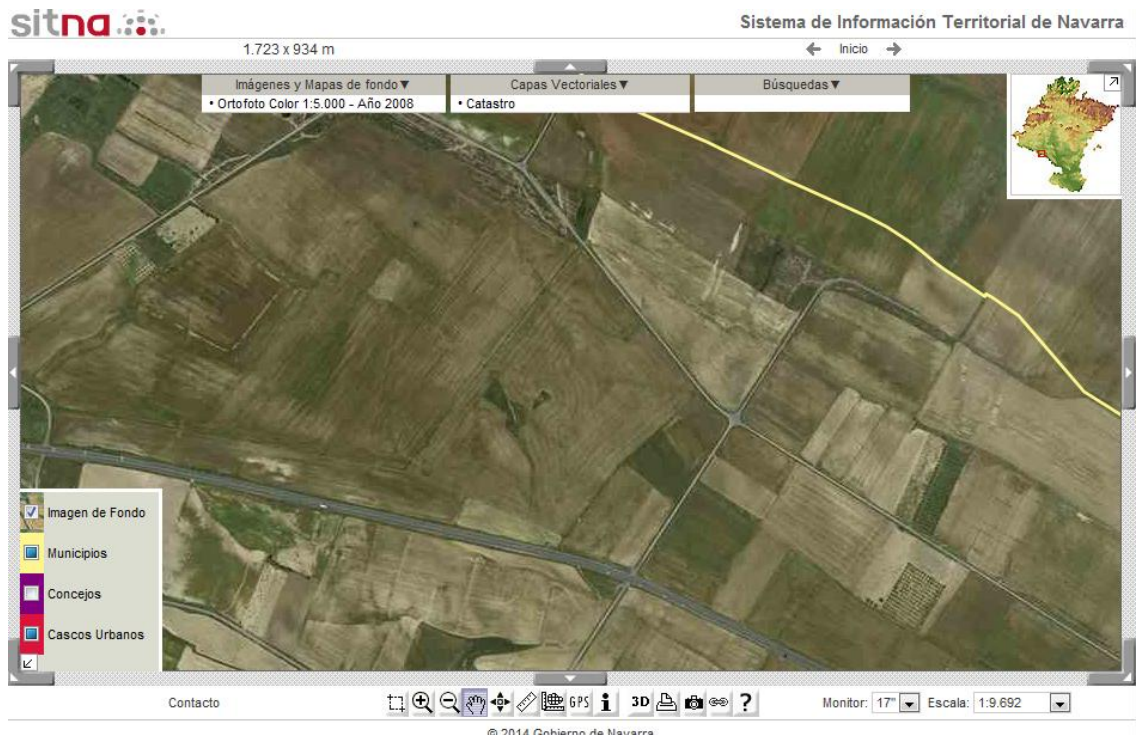 sitna
Sistema de Información Territorial de Navarra
1.723 x 934 m
Inicio
Imágenes y Mapas de fondo▼
Capas Vectoriales▼
Búsquedas▼
• Ortofoto Color 1:5.000 - Año 2008
• Catastro
Imagen de Fondo
Municipios
Concejos
Cascos Urbanos
Contacto
GPS
i
3D
?
Monitor: 17"
Escala: 1:9.692
© 2014 Gobierno de Navarra